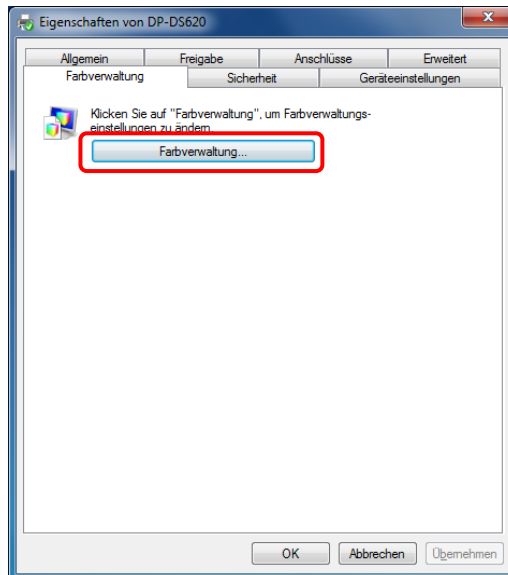 Eigenschaften von DP-DS620
Allgemein Freigabe Anschlüsse Erweitert
Farbverwaltung Sicherheit Geräteeinstellungen
Klicken Sie auf "Farbverwaltung", um Farbverwaltungs-
einstellungen zu ändern.
Farbverwaltung...
OK Abbrechen Übernehmen